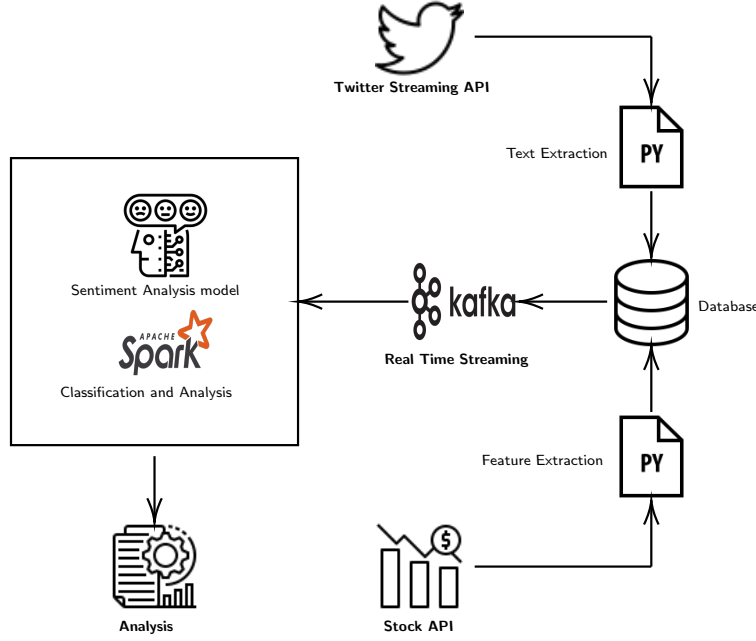 Twitter Streaming API
Text Extraction
PY
Sentiment Analysis model
kafka
Database
APACHE
Spark
Real Time Streaming
Classification and Analysis
Feature Extraction
PY
$
Analysis
Stock API